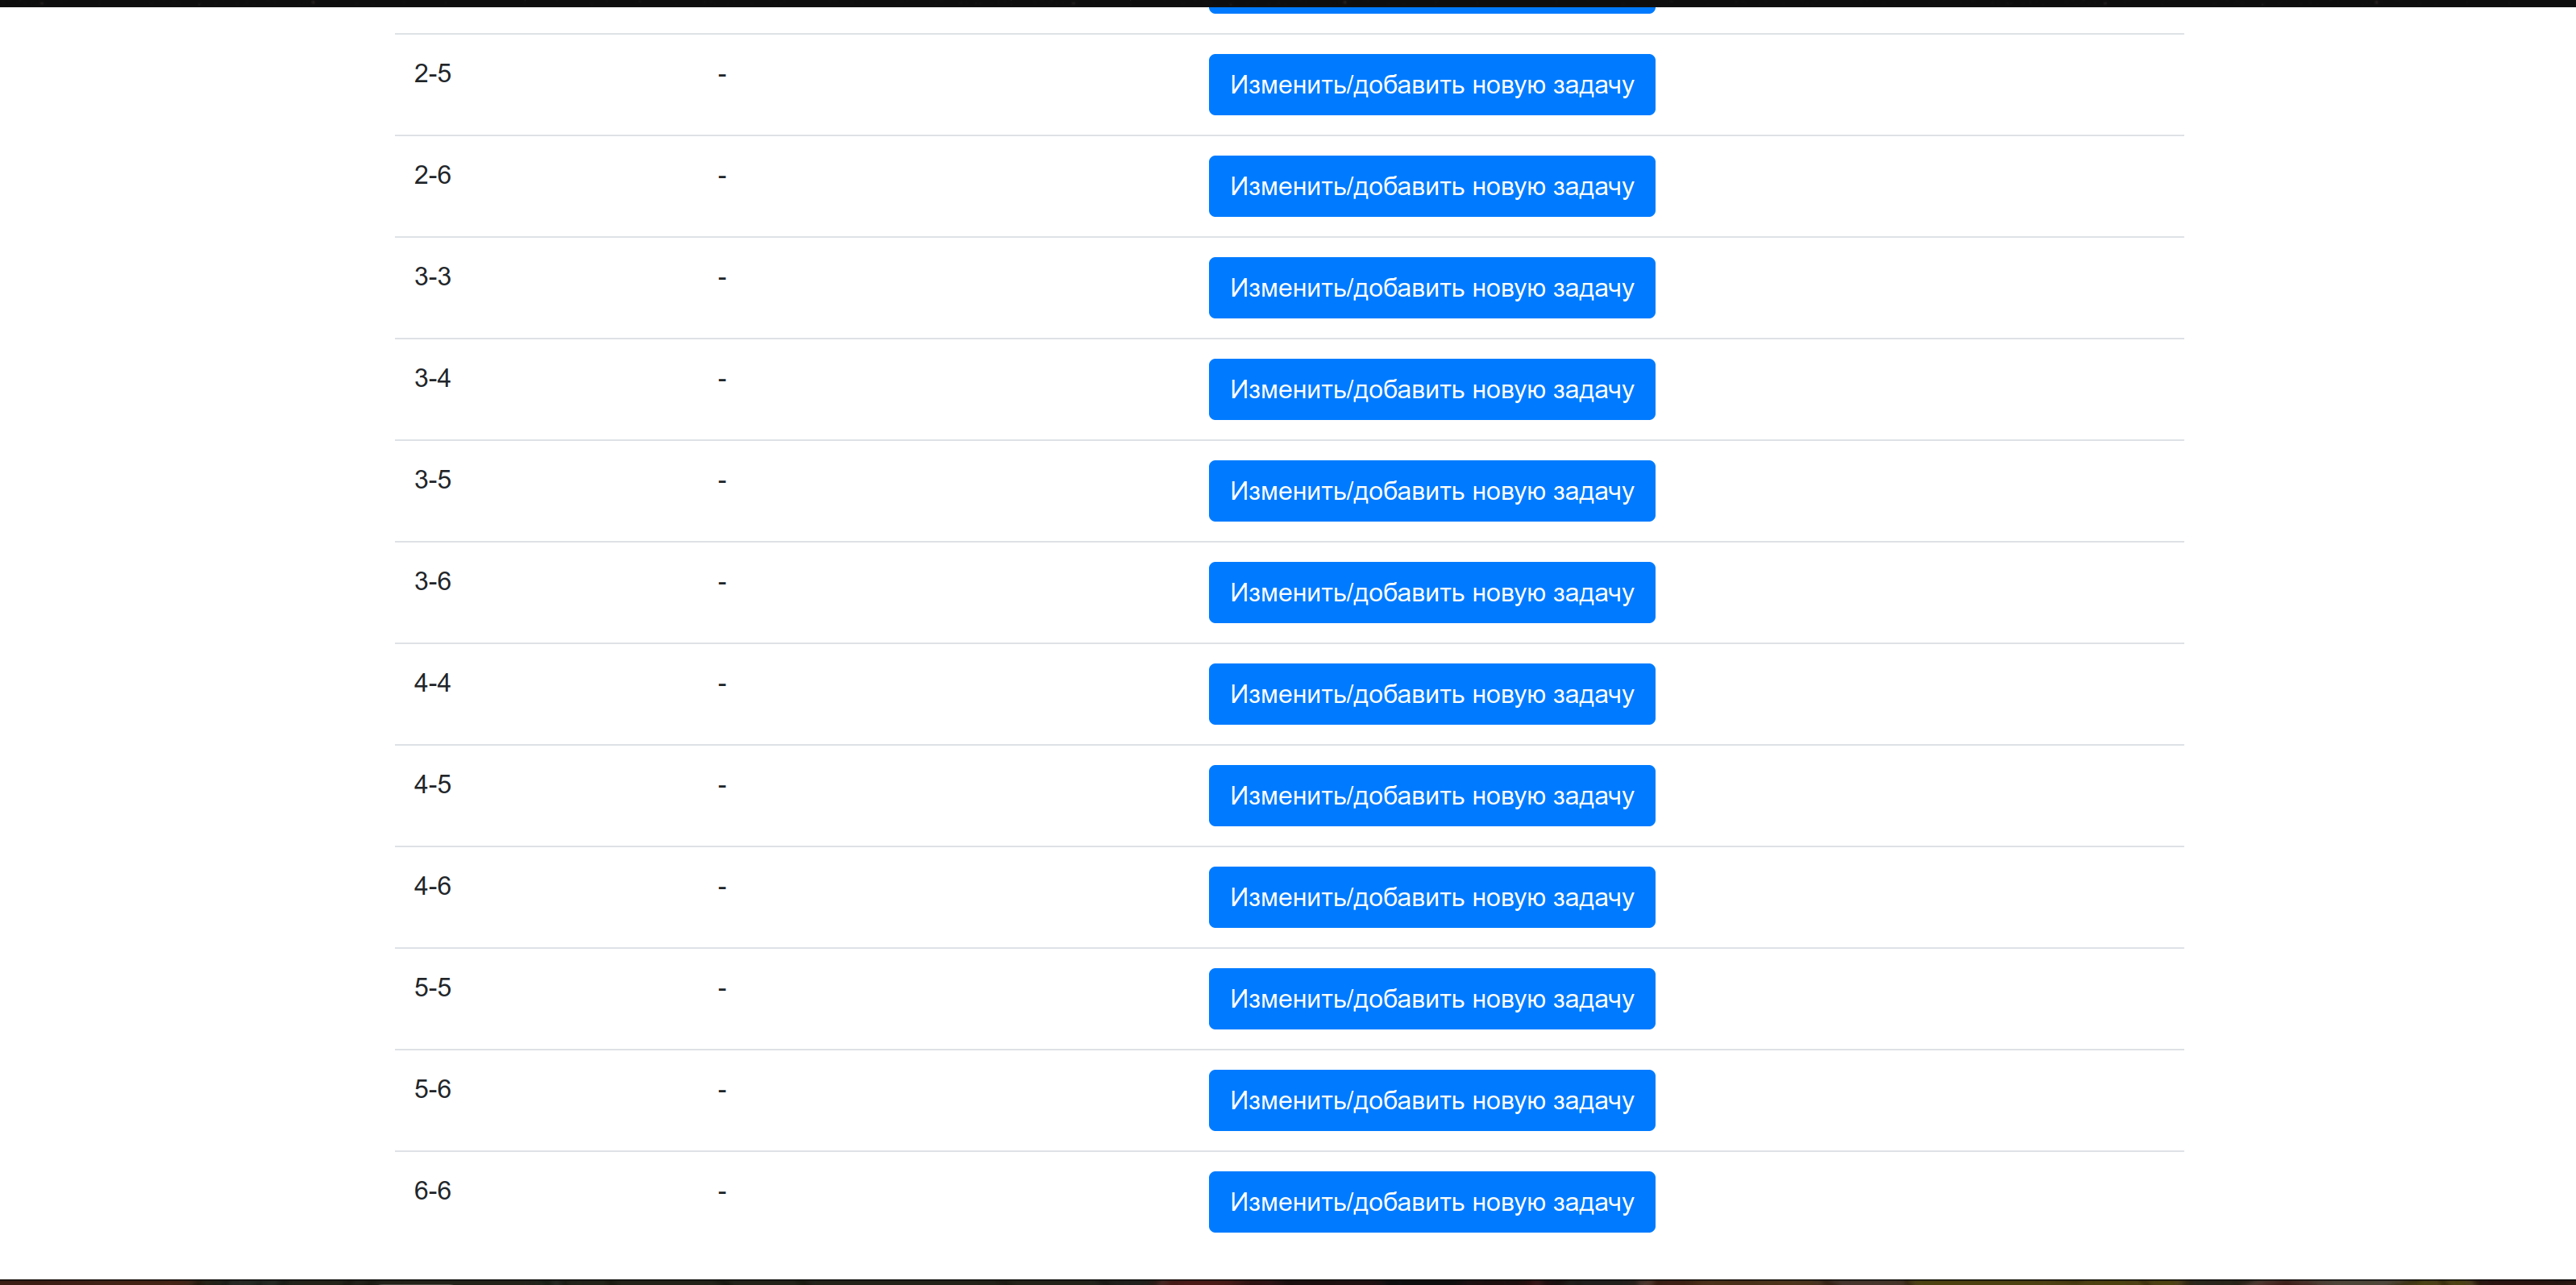 2-5 - Изменить/добавить новую задачу
2-6 - Изменить/добавить новую задачу
3-3 - Изменить/добавить новую задачу
3-4 - Изменить/добавить новую задачу
3-5 - Изменить/добавить новую задачу
3-6 - Изменить/добавить новую задачу
4-4 - Изменить/добавить новую задачу
4-5 - Изменить/добавить новую задачу
4-6 - Изменить/добавить новую задачу
5-5 - Изменить/добавить новую задачу
5-6 - Изменить/добавить новую задачу
6-6 - Изменить/добавить новую задачу